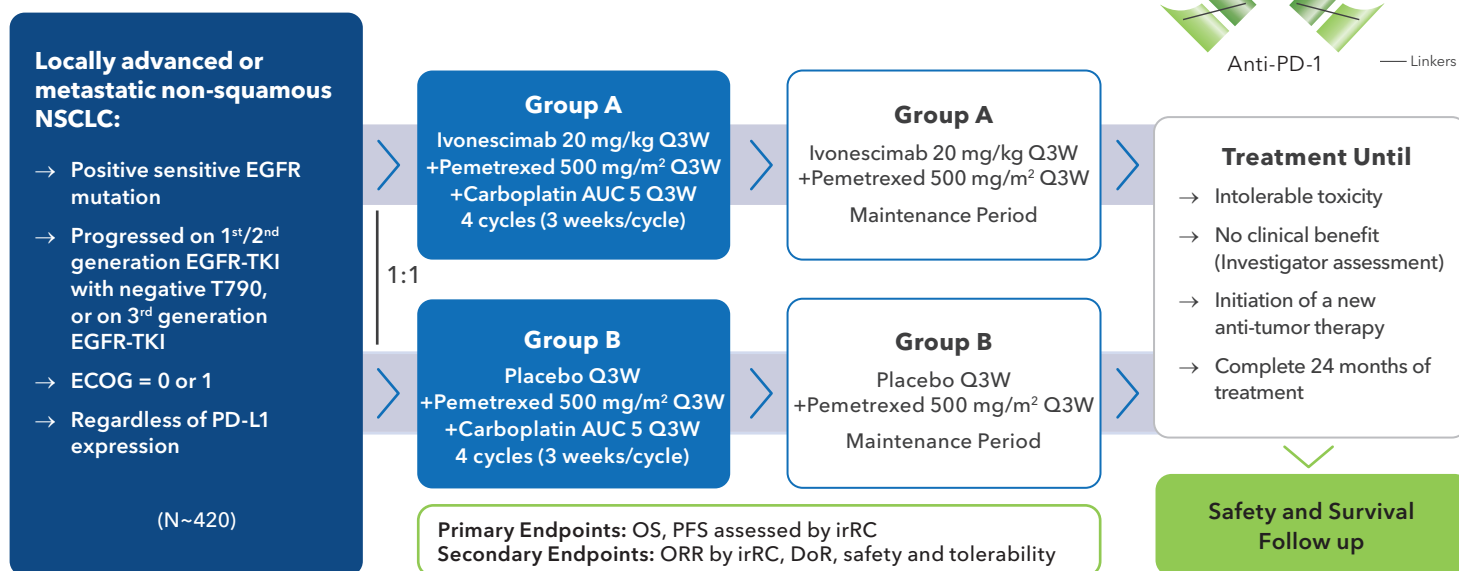 Anti-PD-1
Linkers
Locally advanced or
metastatic non-squamous
NSCLC:
→ Positive sensitive EGFR
mutation
→ Progressed on 1st/2nd
generation EGFR-TKI
with negative T790,
or on 3rd generation
EGFR-TKI
→ ECOG = 0 or 1
→ Regardless of PD-L1
expression
(N~420)
1:1
Group A
Ivonescimab 20 mg/kg Q3W
+Pemetrexed 500 mg/m² Q3W
+Carboplatin AUC 5 Q3W
4 cycles (3 weeks/cycle)
Group A
Ivonescimab 20 mg/kg Q3W
+Pemetrexed 500 mg/m² Q3W
Maintenance Period
Group B
Placebo Q3W
+Pemetrexed 500 mg/m² Q3W
+Carboplatin AUC 5 Q3W
4 cycles (3 weeks/cycle)
Group B
Placebo Q3W
+Pemetrexed 500 mg/m² Q3W
Maintenance Period
Treatment Until
→ Intolerable toxicity
→ No clinical benefit
(Investigator assessment)
→ Initiation of a new
anti-tumor therapy
→ Complete 24 months of
treatment
Primary Endpoints: OS, PFS assessed by irRC
Secondary Endpoints: ORR by irRC, DoR, safety and tolerability
Safety and Survival
Follow up